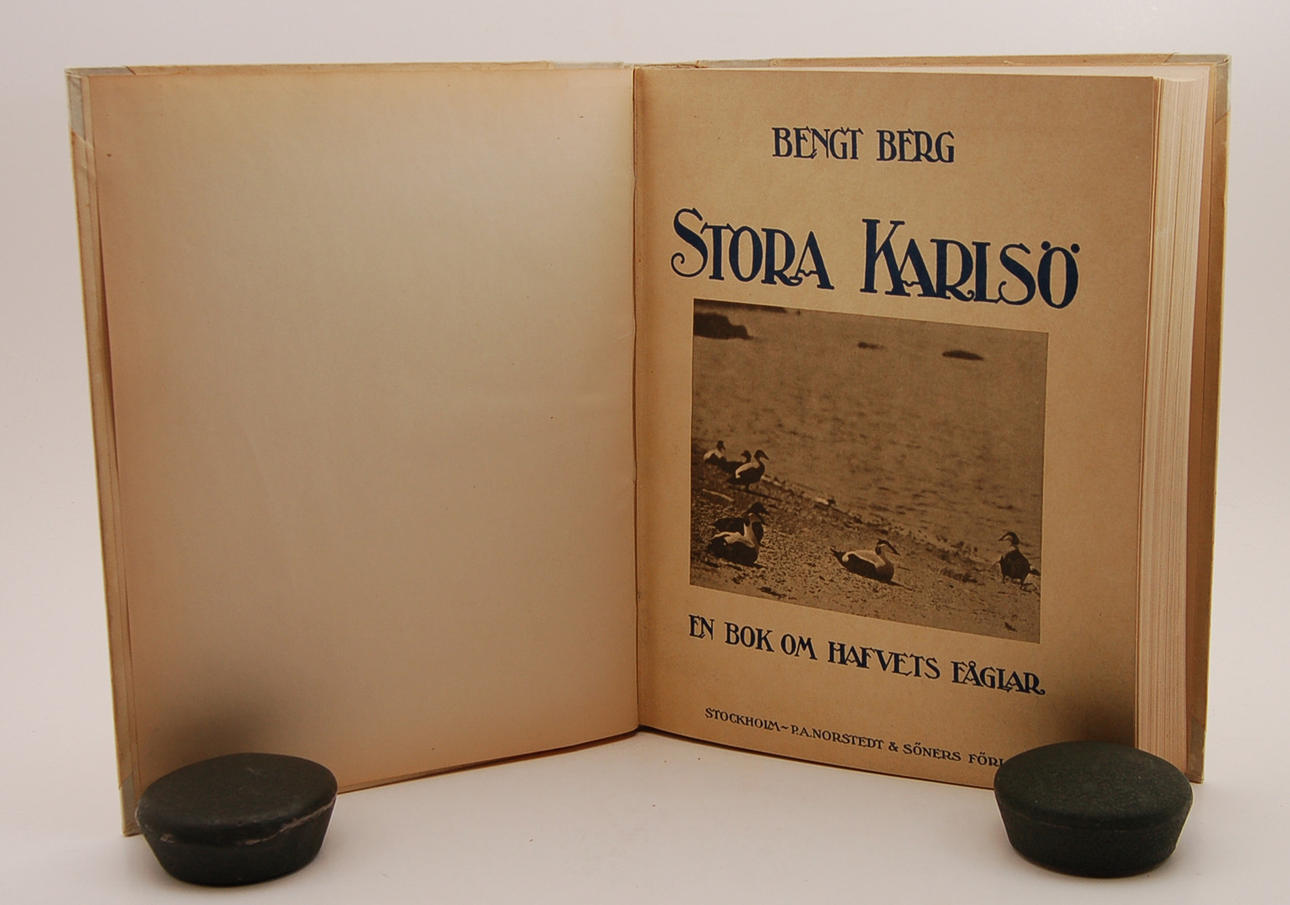 BENGT BERG
STORA KARLSÖ
EN BOK OM HAFVETS FÅGLAR
STOCKHOLM~P.A.NORSTEDT & SÖNERS